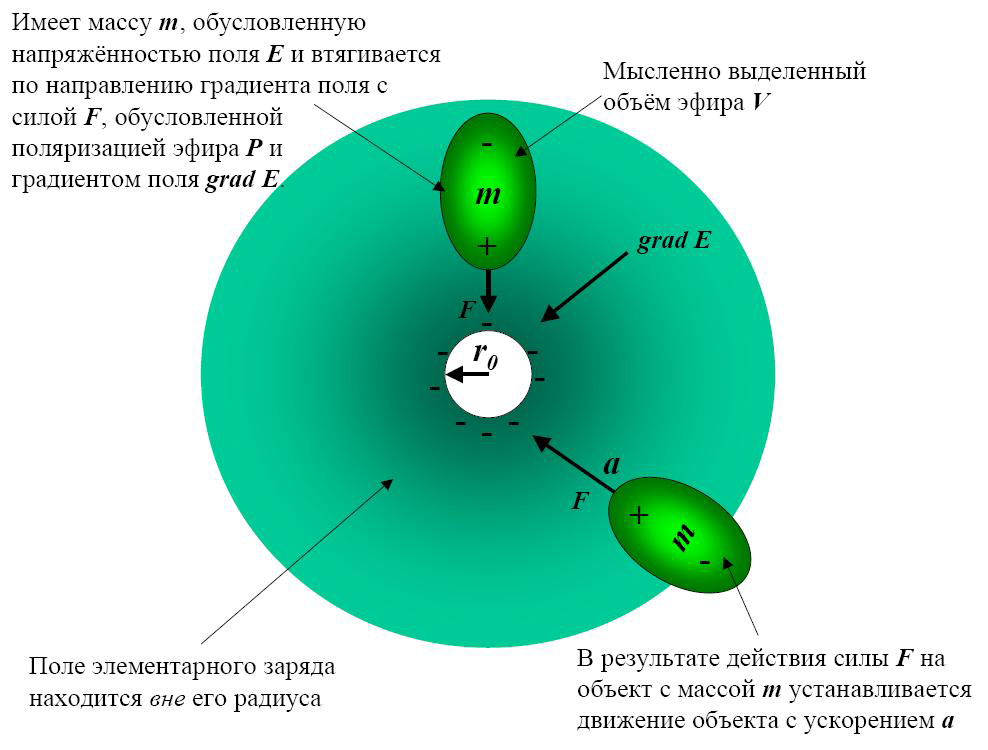 Имеет массу m, обусловленную
напряжённостью поля E и втягивается
по направлению градиента поля с
силой F, обусловленной
поляризацией эфира P и
градиентом поля grad E.
Мысленно выделенный
объём эфира V
-
m
+
grad E
F
-
- -
r0
- -
- - -
a
F
+
m
-
Поле элементарного заряда
находится вне его радиуса
В результате действия силы F на
объект с массой m устанавливается
движение объекта с ускорением a